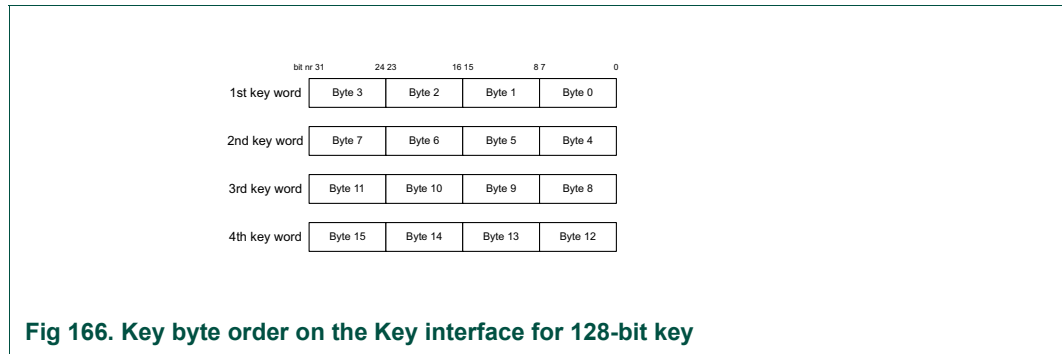 bit nr 31 24 23 16 15 8 7 0
1st key word Byte 3 Byte 2 Byte 1 Byte 0
2nd key word Byte 7 Byte 6 Byte 5 Byte 4
3rd key word Byte 11 Byte 10 Byte 9 Byte 8
4th key word Byte 15 Byte 14 Byte 13 Byte 12
Fig 166. Key byte order on the Key interface for 128-bit key